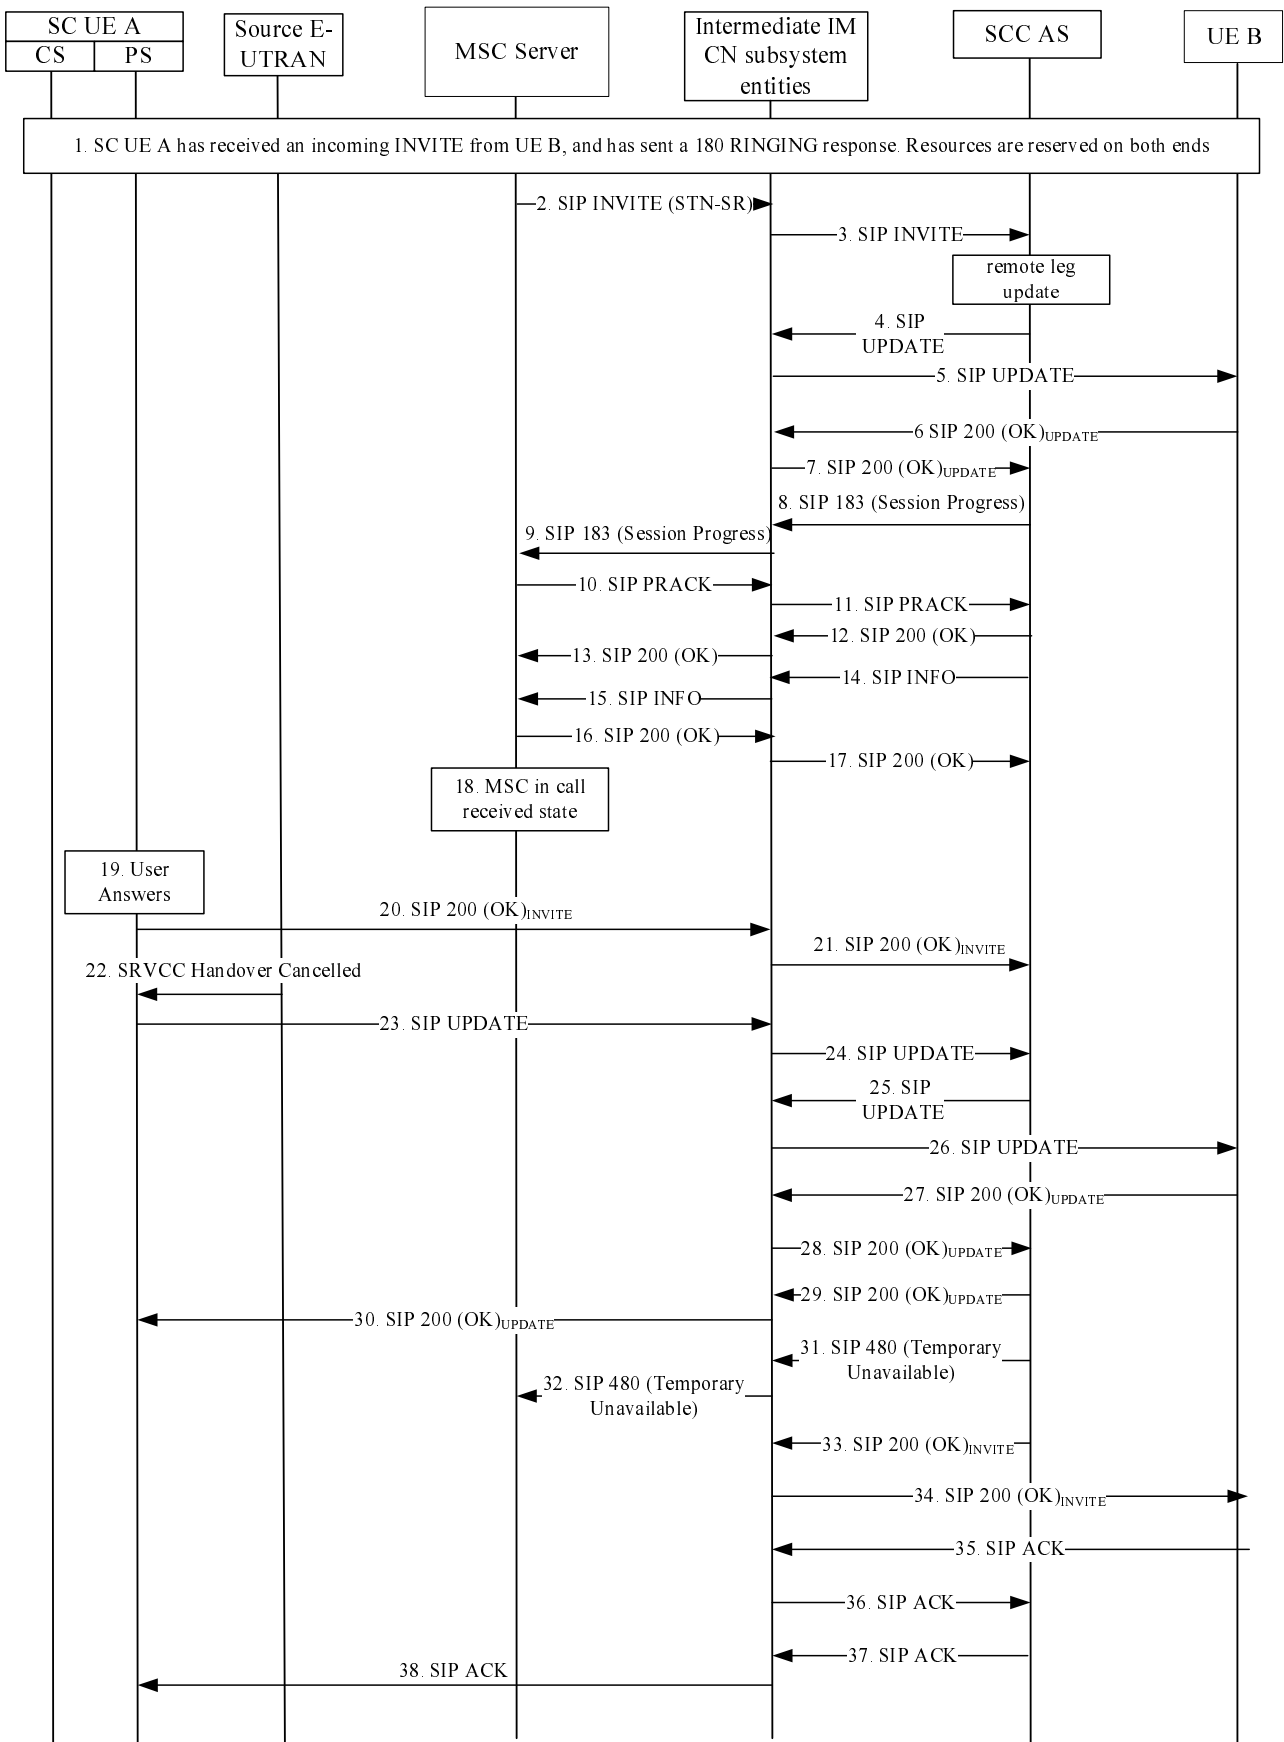 SC UE A
CS
PS
Source E-
UTRAN
MSC Server
Intermediate IM
CN subsystem
entities
SCC AS
UE B
1. SC UE A has received an incoming INVITE from UE B, and has sent a 180 RINGING response. Resources are reserved on both ends
2. SIP INVITE (STN-SR)
3. SIP INVITE
remote leg
update
4. SIP
UPDATE
5. SIP UPDATE
6 SIP 200 (OK)UPDATE
7. SIP 200 (OK)UPDATE
8. SIP 183 (Session Progress)
9. SIP 183 (Session Progress)
10. SIP PRACK
11. SIP PRACK
12. SIP 200 (OK)
13. SIP 200 (OK)
14. SIP INFO
15. SIP INFO
16. SIP 200 (OK)
17. SIP 200 (OK)
18. MSC in call
received state
19. User
Answers
20. SIP 200 (OK)INVITE
21. SIP 200 (OK)INVITE
22. SRVCC Handover Cancelled
23. SIP UPDATE
24. SIP UPDATE
25. SIP
UPDATE
26. SIP UPDATE
27. SIP 200 (OK)UPDATE
28. SIP 200 (OK)UPDATE
29. SIP 200 (OK)UPDATE
30. SIP 200 (OK)UPDATE
31. SIP 480 (Temporary
Unavailable)
32. SIP 480 (Temporary
Unavailable)
33. SIP 200 (OK)INVITE
34. SIP 200 (OK)INVITE
35. SIP ACK
36. SIP ACK
37. SIP ACK
38. SIP ACK